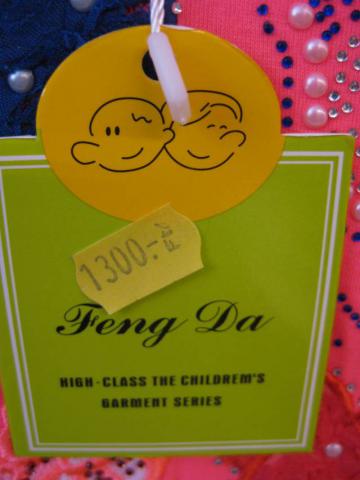 1300.-
Feng Da
HIGH-CLASS THE CHILDREM'S
GARMENT SERIES